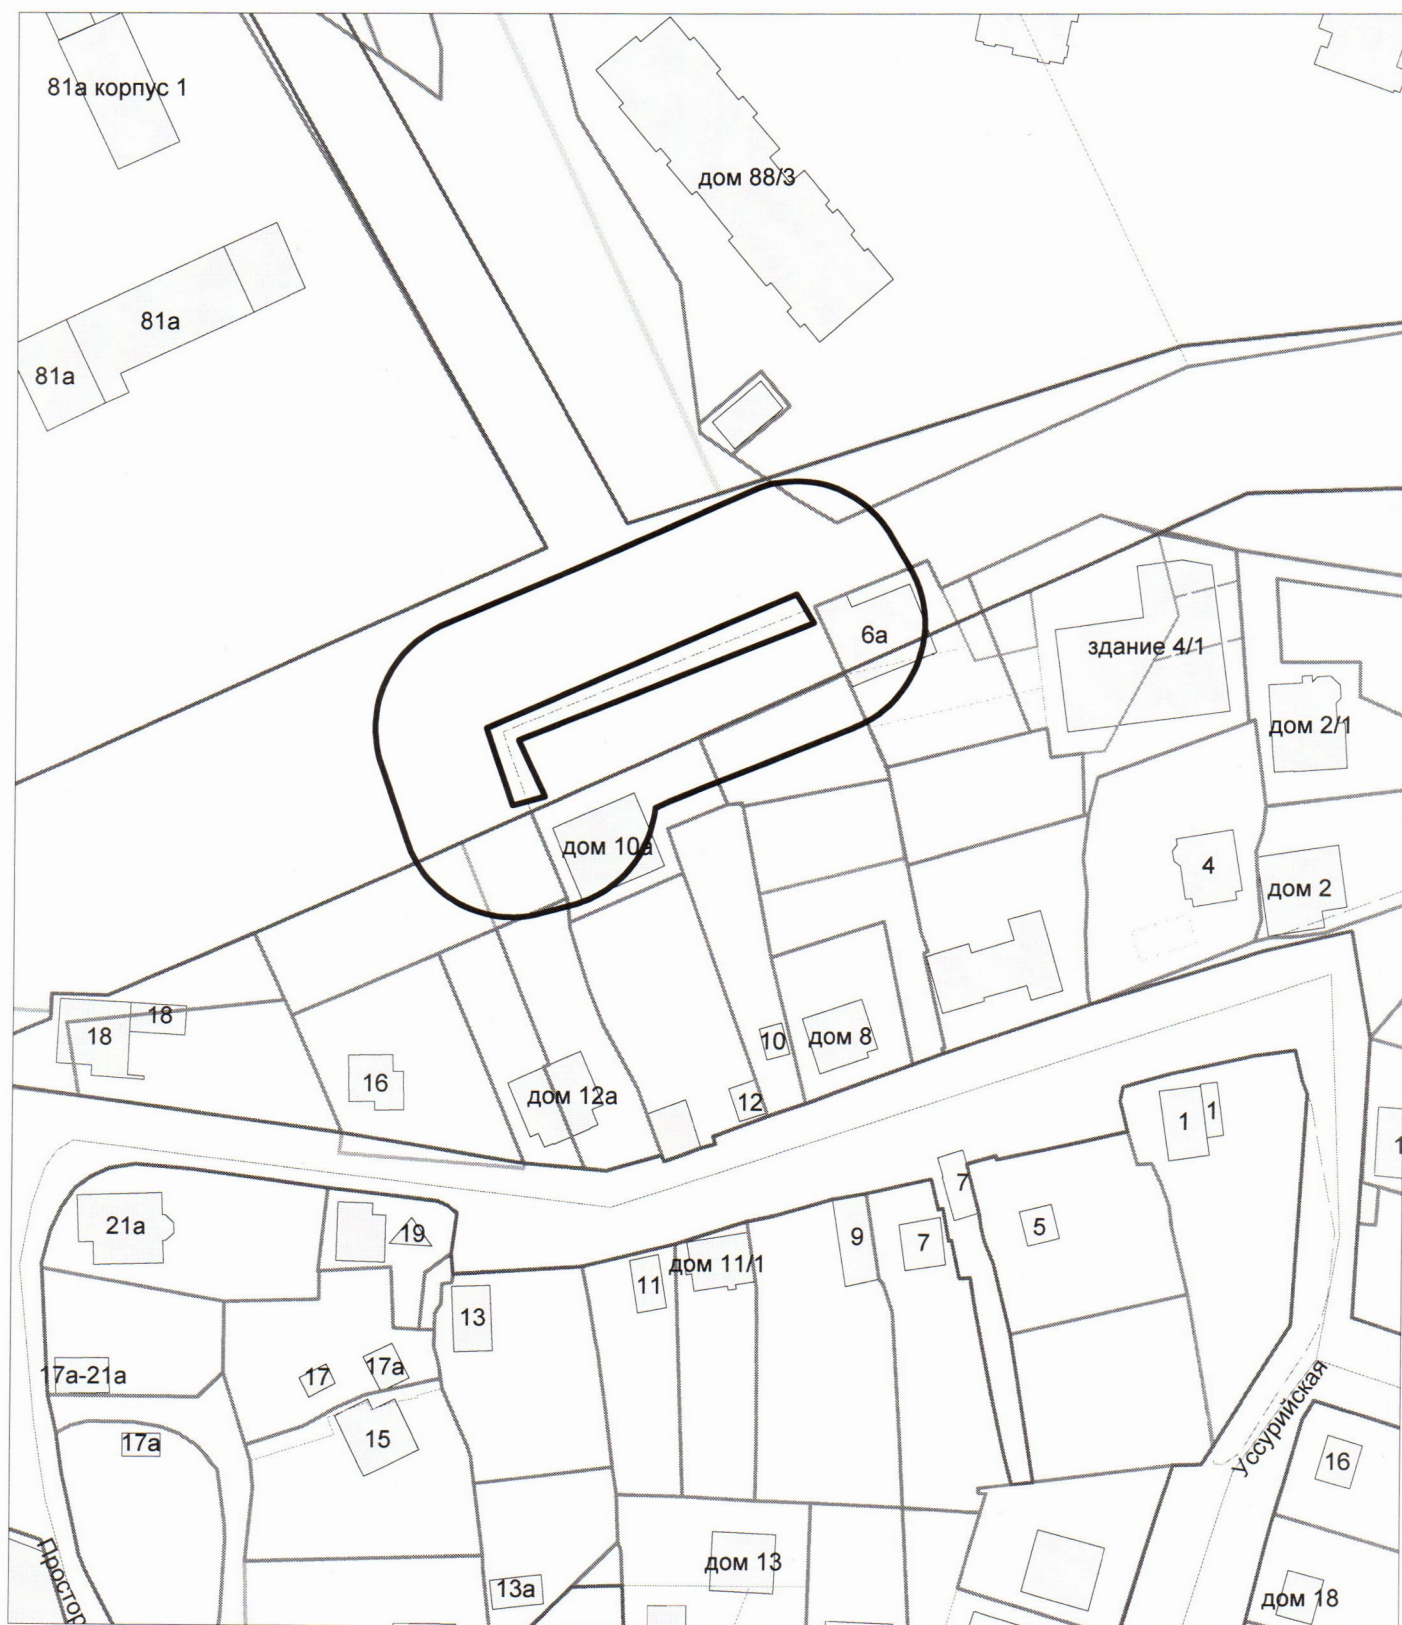 81а корпус 1
дом 88/3
81а
81а
6а
здание 4/1
дом 2/1
дом 10а
4
дом 2
18
18
10
дом 8
16
дом 12а
12
1
1
1
7
21а
19
9
7
5
дом 11/1
11
13
17а-21а
17
17а
Уссурийская
17а
15
16
Простор
дом 13
13а
дом 18